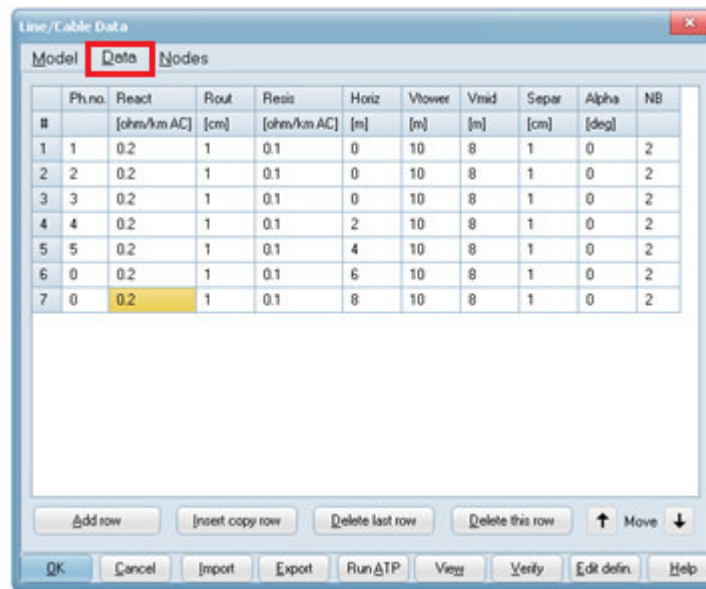 Line/Cable Data
Model Data Nodes
Ph.no. React Rout Resis Horiz Vtower Vmid Separ Alpha NB
# [ohm/km AC] [cm] [ohm/km AC] [m] [m] [m] [cm] [deg]
1 1 0.2 1 0.1 0 10 8 1 0 2
2 2 0.2 1 0.1 0 10 8 1 0 2
3 3 0.2 1 0.1 0 10 8 1 0 2
4 4 0.2 1 0.1 2 10 8 1 0 2
5 5 0.2 1 0.1 4 10 8 1 0 2
6 0 0.2 1 0.1 6 10 8 1 0 2
7 0 0.2 1 0.1 8 10 8 1 0 2
Add row Insert copy row Delete last row Delete this row Move
OK Cancel Import Export Run ATP View Verify Edit defin. Help